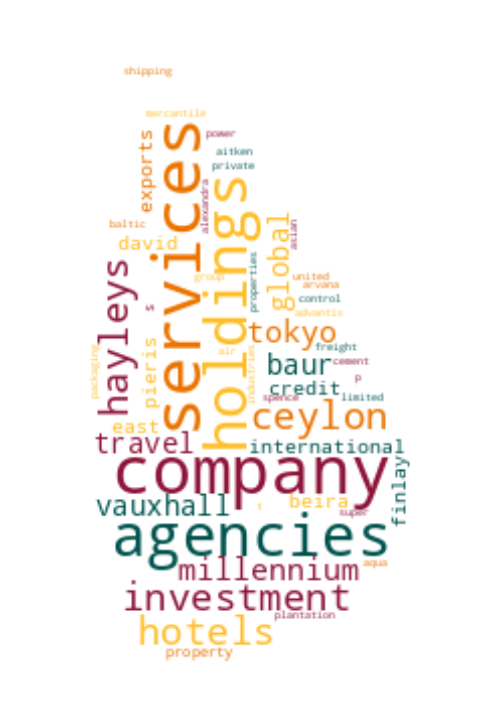 shipping
mercantile
services
power
exports
aitken
private
holdings
alexandra
baltic
david
global
asian
hayleys
properties
group
united
arvana
control
s
advantis
tokyo
freight
packaging
pieris
air
industries
baur
cement
p
credit
spence
limited
ceylon
east
travel
international
company
finlay
vauxhall
t
beira
super
agencies
aqua
millennium
investment
plantation
hotels
property